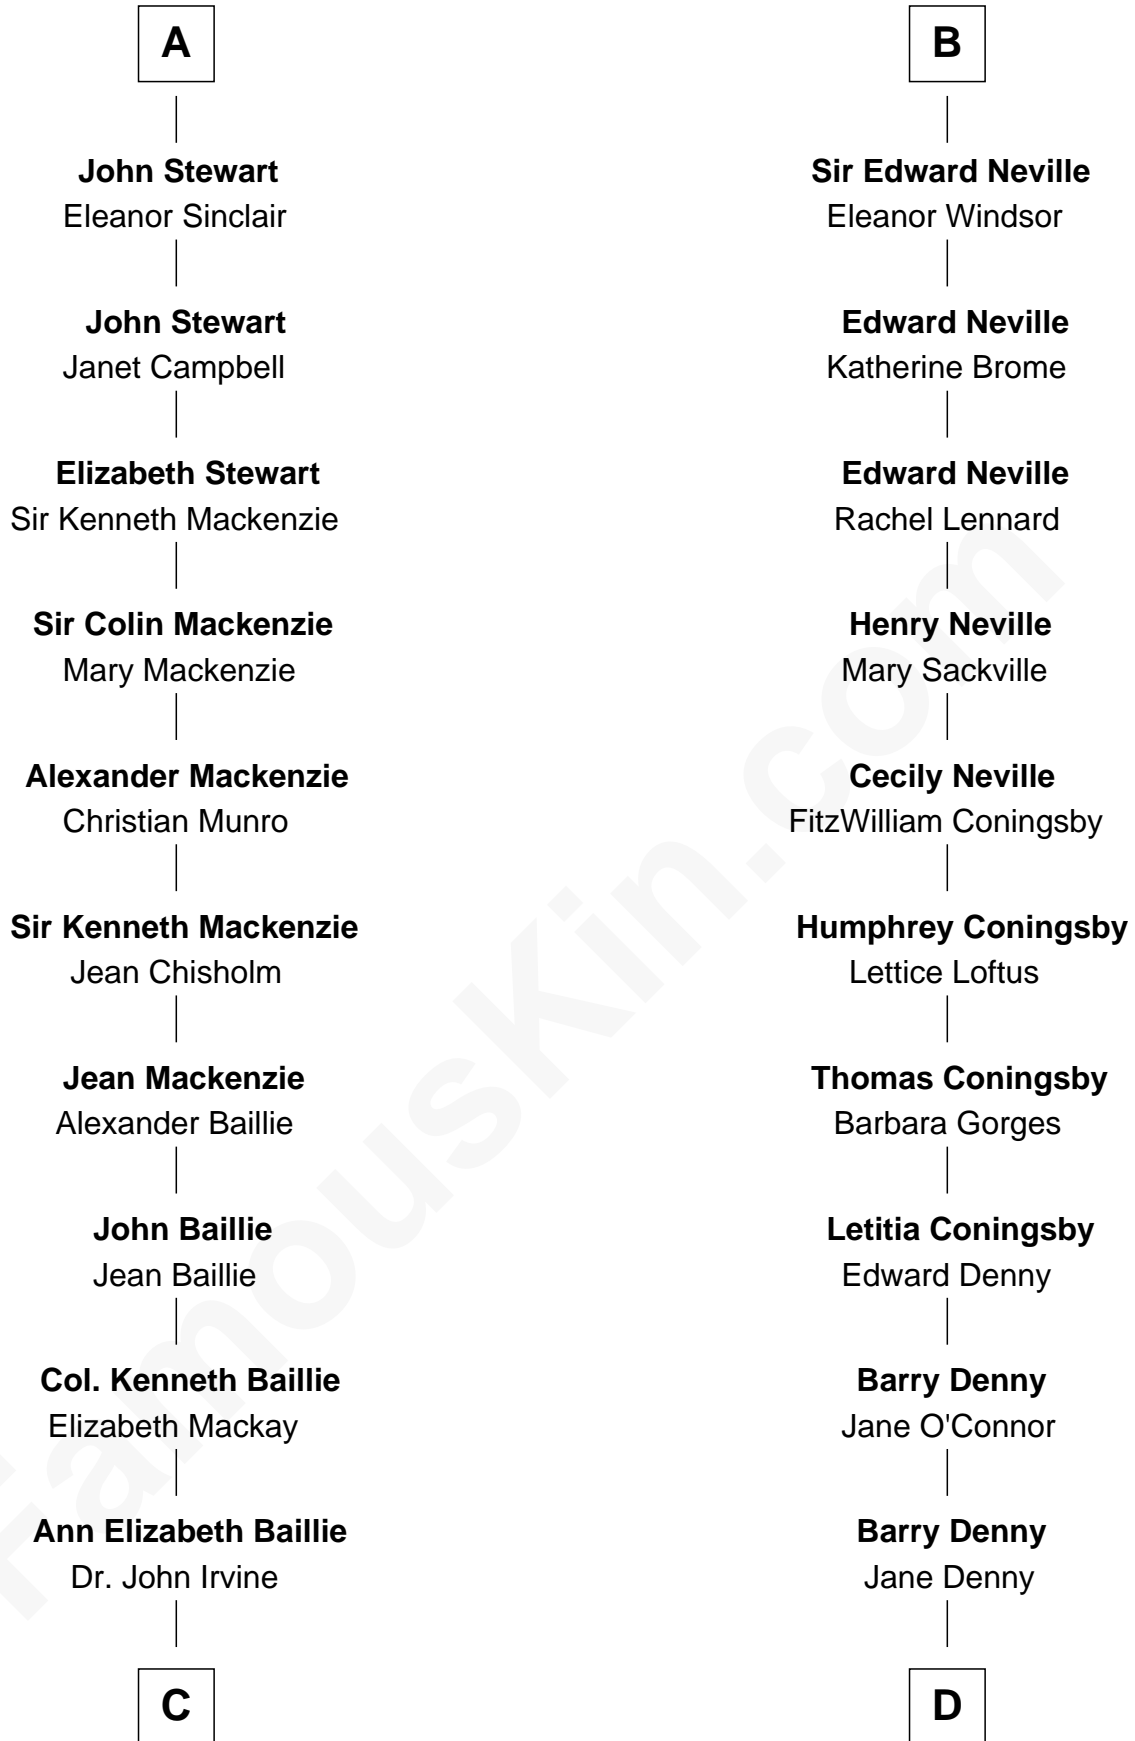 A
John Stewart
Eleanor Sinclair
John Stewart
Janet Campbell
Elizabeth Stewart
Sir Kenneth Mackenzie
Sir Colin Mackenzie
Mary Mackenzie
Alexander Mackenzie
Christian Munro
Sir Kenneth Mackenzie
Jean Chisholm
Jean Mackenzie
Alexander Baillie
John Baillie
Jean Baillie
Col. Kenneth Baillie
Elizabeth Mackay
Ann Elizabeth Baillie
Dr. John Irvine
C
B
Sir Edward Neville
Eleanor Windsor
Edward Neville
Katherine Brome
Edward Neville
Rachel Lennard
Henry Neville
Mary Sackville
Cecily Neville
FitzWilliam Coningsby
Humphrey Coningsby
Lettice Loftus
Thomas Coningsby
Barbara Gorges
Letitia Coningsby
Edward Denny
Barry Denny
Jane O'Connor
Barry Denny
Jane Denny
D
FamousKin.com